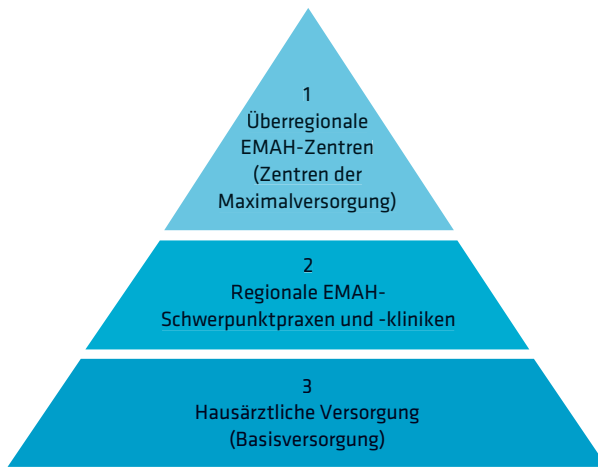 1
Überregionale
EMAH-Zentren
(Zentren der
Maximalversorgung)
2
Regionale EMAH-
Schwerpunktpraxen und -kliniken
3
Hausärztliche Versorgung
(Basisversorgung)